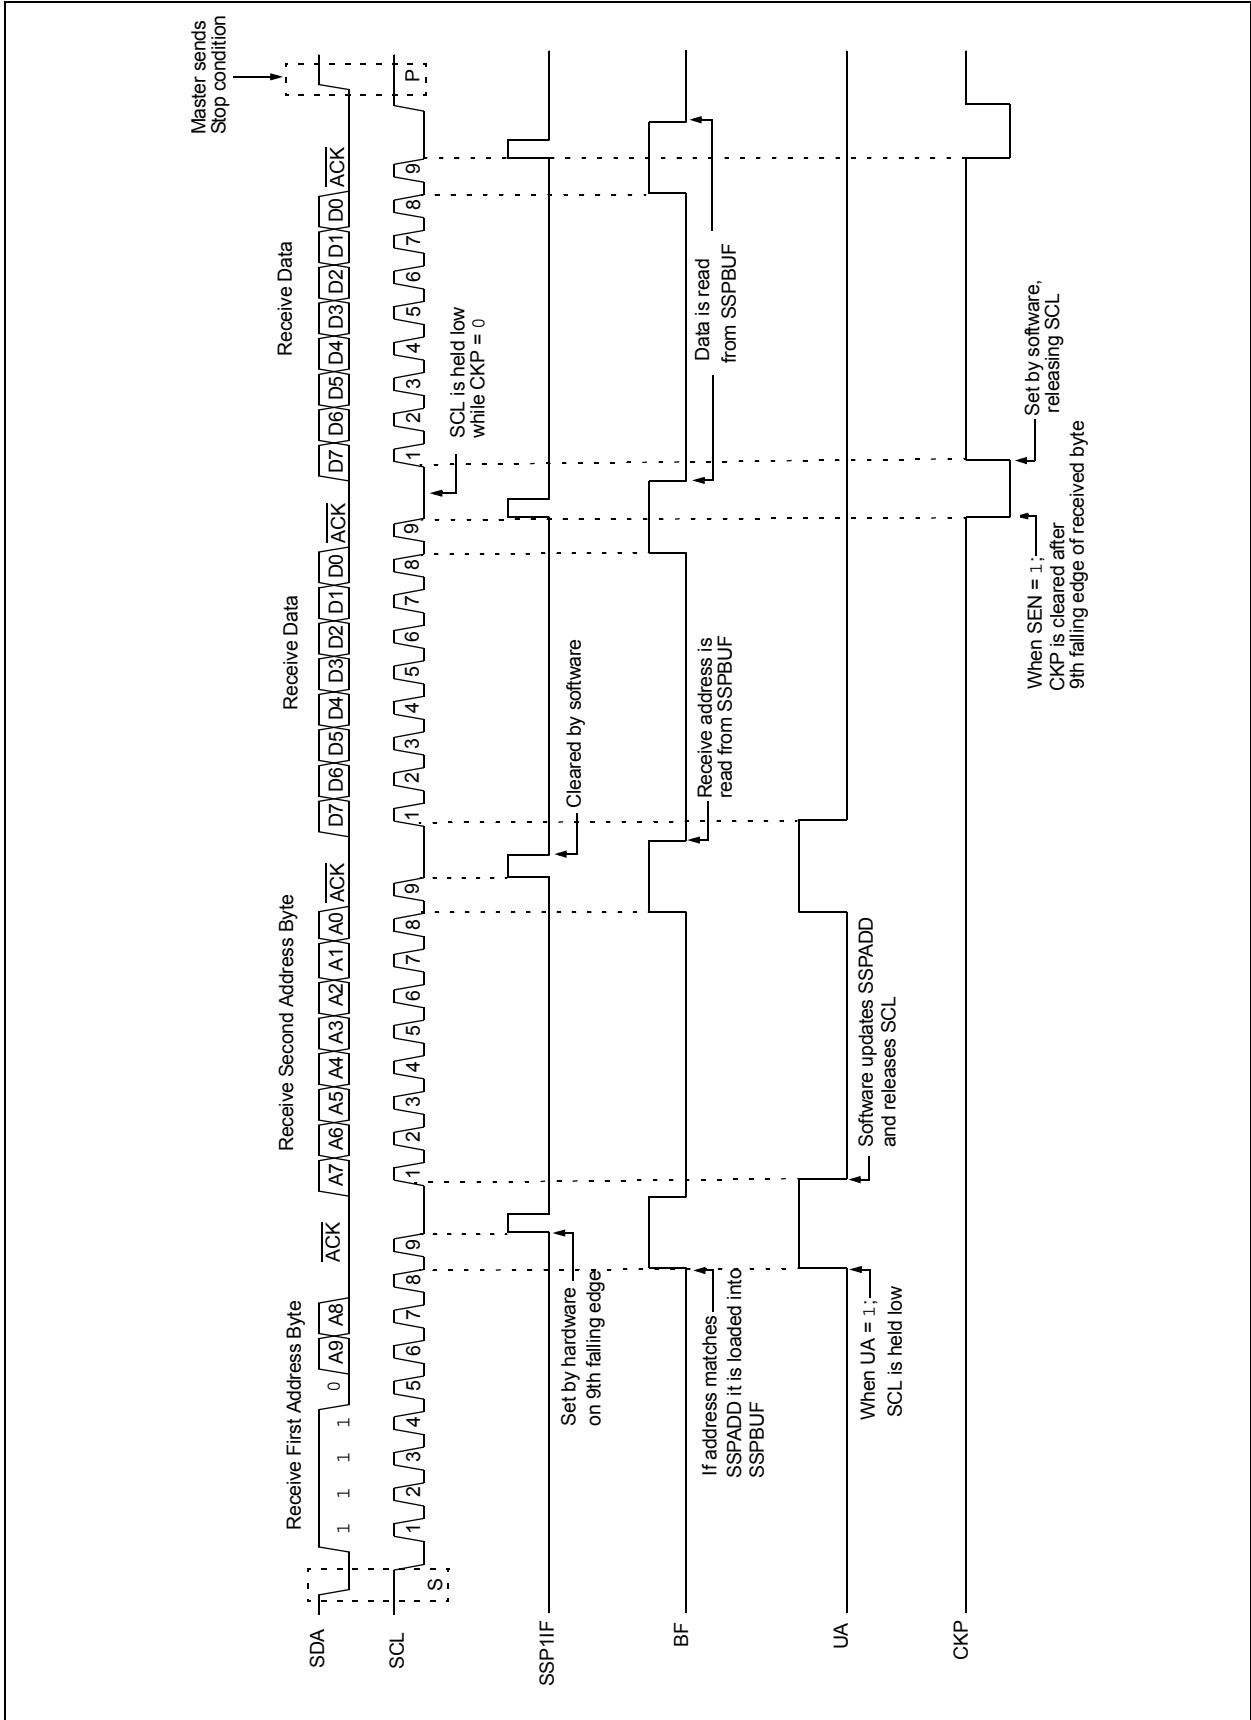 Master sends
Stop condition
Receive First Address Byte
Receive Second Address Byte
Receive Data
Receive Data
SDA
1 1 1 1 0 A9 A8 ACK A7 A6 A5 A4 A3 A2 A1 A0 ACK D7 D6 D5 D4 D3 D2 D1 D0 ACK D7 D6 D5 D4 D3 D2 D1 D0 ACK
SCL
S 1 2 3 4 5 6 7 8 9 1 2 3 4 5 6 7 8 9 1 2 3 4 5 6 7 8 9 1 2 3 4 5 6 7 8 9 P
SCL is held low
while CKP = 0
SSP1IF
Set by hardware
on 9th falling edge
Cleared by software
BF
If address matches
SSPADD it is loaded into
SSPBUF
Receive address is
read from SSPBUF
Data is read
from SSPBUF
UA
When UA = 1;
SCL is held low
Software updates SSPADD
and releases SCL
CKP
When SEN = 1;
CKP is cleared after
9th falling edge of received byte
Set by software,
releasing SCL